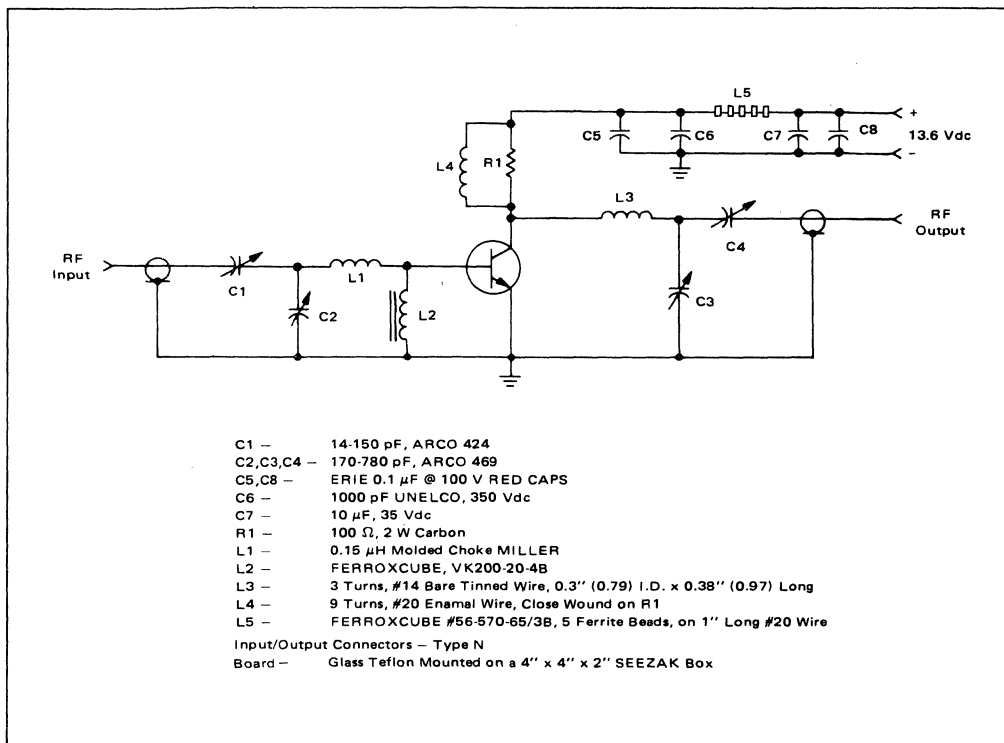 L5
+
C5
C6
C7
C8
13.6 Vdc
−
L4
R1
L3
RF
Output
C4
RF
Input
C1
L1
C2
L2
C3
C1 – 14-150 pF, ARCO 424
C2,C3,C4 – 170-780 pF, ARCO 469
C5,C8 – ERIE 0.1 μF @ 100 V RED CAPS
C6 – 1000 pF UNELCO, 350 Vdc
C7 – 10 μF, 35 Vdc
R1 – 100 Ω, 2 W Carbon
L1 – 0.15 μH Molded Choke MILLER
L2 – FERROXCUBE, VK200-20-4B
L3 – 3 Turns, #14 Bare Tinned Wire, 0.3'' (0.79) I.D. x 0.38'' (0.97) Long
L4 – 9 Turns, #20 Enamal Wire, Close Wound on R1
L5 – FERROXCUBE #56-570-65/3B, 5 Ferrite Beads, on 1'' Long #20 Wire
Input/Output Connectors – Type N
Board – Glass Teflon Mounted on a 4'' x 4'' x 2'' SEEZAK Box